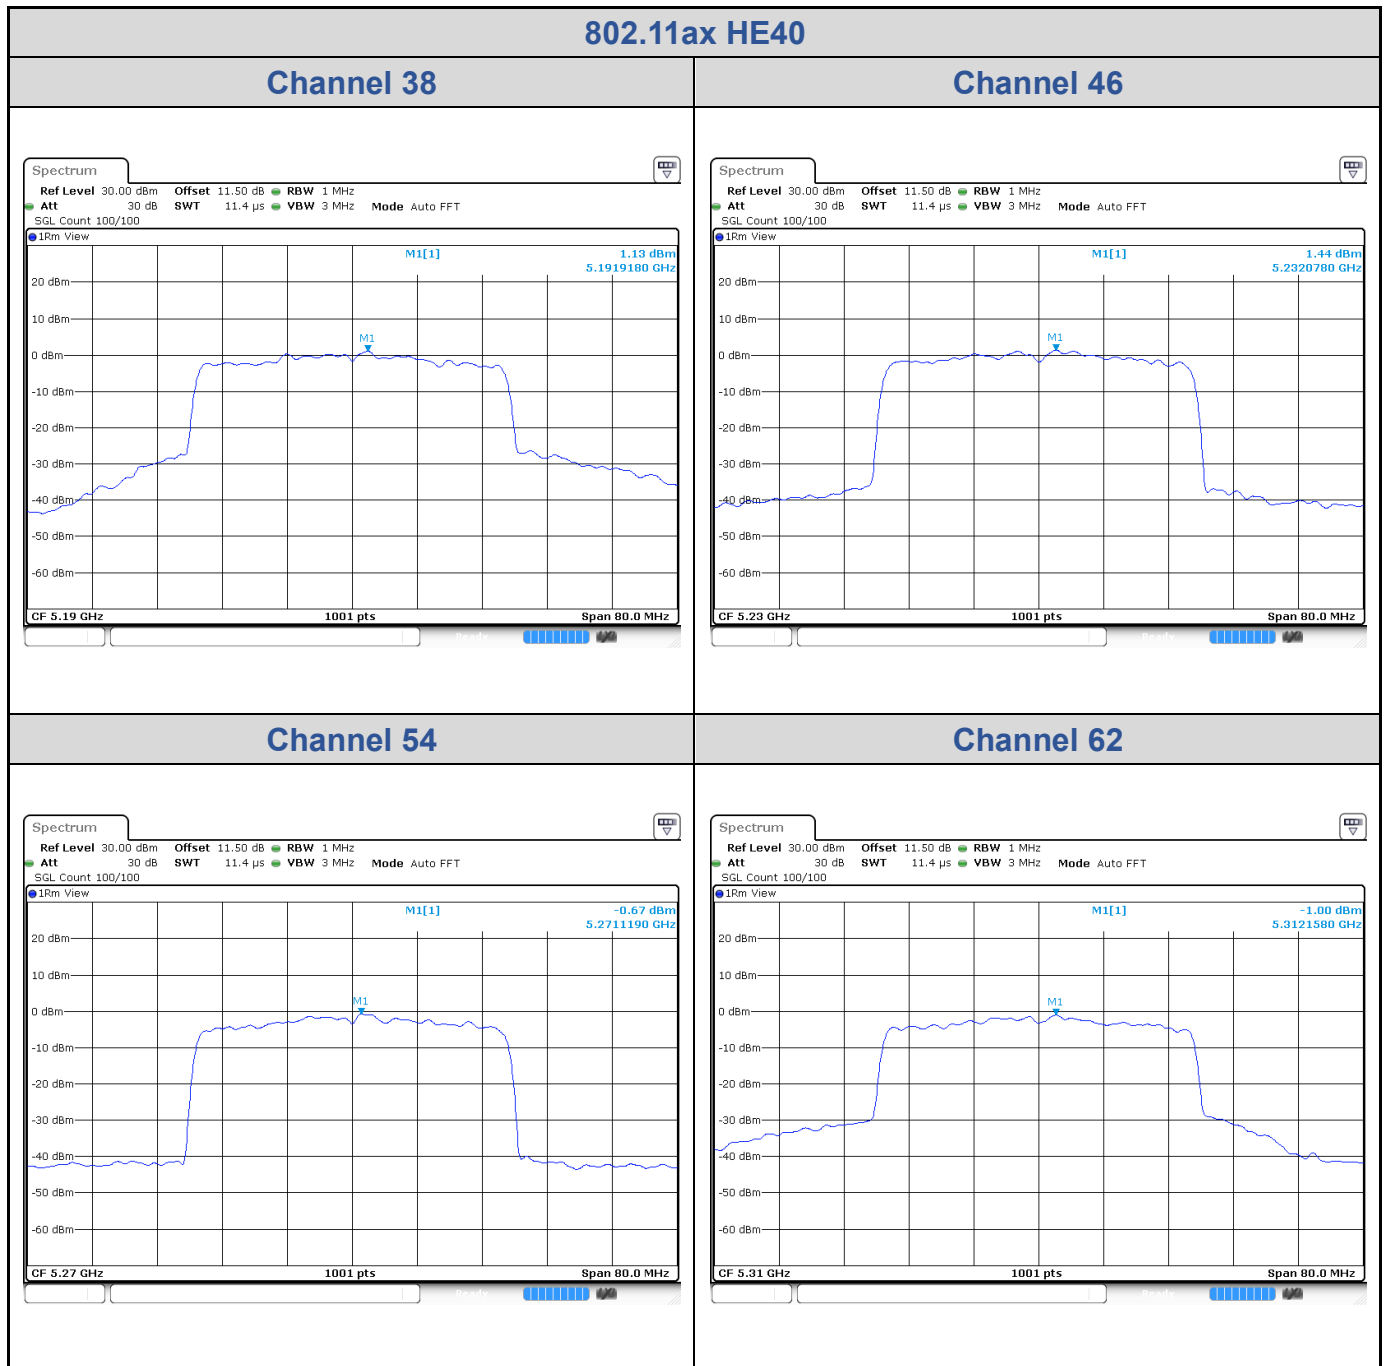 802.11ax HE40
Channel 38
Channel 46
Spectrum
Ref Level 30.00 dBm Offset 11.50 dB RBW 1 MHz
Att 30 dB SWT 11.4 µs VBW 3 MHz Mode Auto FFT
SGL Count 100/100
1Rm View
M1[1] 1.13 dBm
5.1919180 GHz
20 dBm
10 dBm
M1
0 dBm
-10 dBm
-20 dBm
-30 dBm
-40 dBm
-50 dBm
-60 dBm
CF 5.19 GHz 1001 pts Span 80.0 MHz
Ready
Spectrum
Ref Level 30.00 dBm Offset 11.50 dB RBW 1 MHz
Att 30 dB SWT 11.4 µs VBW 3 MHz Mode Auto FFT
SGL Count 100/100
1Rm View
M1[1] 1.44 dBm
5.2320780 GHz
20 dBm
10 dBm
M1
0 dBm
-10 dBm
-20 dBm
-30 dBm
-40 dBm
-50 dBm
-60 dBm
CF 5.23 GHz 1001 pts Span 80.0 MHz
Ready
Channel 54
Channel 62
Spectrum
Ref Level 30.00 dBm Offset 11.50 dB RBW 1 MHz
Att 30 dB SWT 11.4 µs VBW 3 MHz Mode Auto FFT
SGL Count 100/100
1Rm View
M1[1] -0.67 dBm
5.2711190 GHz
20 dBm
10 dBm
M1
0 dBm
-10 dBm
-20 dBm
-30 dBm
-40 dBm
-50 dBm
-60 dBm
CF 5.27 GHz 1001 pts Span 80.0 MHz
Ready
Spectrum
Ref Level 30.00 dBm Offset 11.50 dB RBW 1 MHz
Att 30 dB SWT 11.4 µs VBW 3 MHz Mode Auto FFT
SGL Count 100/100
1Rm View
M1[1] -1.00 dBm
5.3121580 GHz
20 dBm
10 dBm
M1
0 dBm
-10 dBm
-20 dBm
-30 dBm
-40 dBm
-50 dBm
-60 dBm
CF 5.31 GHz 1001 pts Span 80.0 MHz
Ready